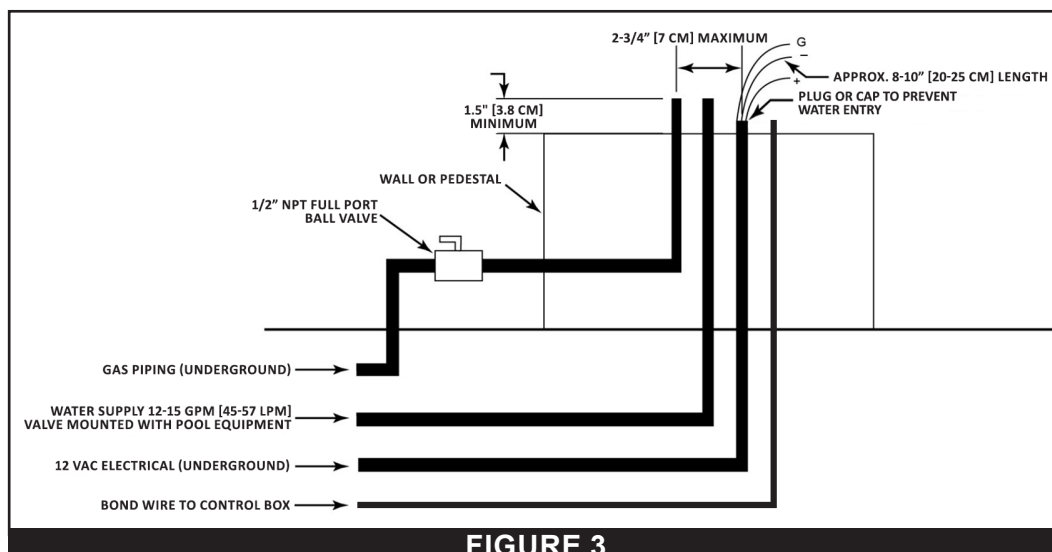 2-3/4" [7 CM] MAXIMUM
G
–
+
APPROX. 8-10" [20-25 CM] LENGTH
PLUG OR CAP TO PREVENT
WATER ENTRY
1.5" [3.8 CM]
MINIMUM
WALL OR PEDESTAL
1/2" NPT FULL PORT
BALL VALVE
GAS PIPING (UNDERGROUND)
WATER SUPPLY 12-15 GPM [45-57 LPM]
VALVE MOUNTED WITH POOL EQUIPMENT
12 VAC ELECTRICAL (UNDERGROUND)
BOND WIRE TO CONTROL BOX
FIGURE 3